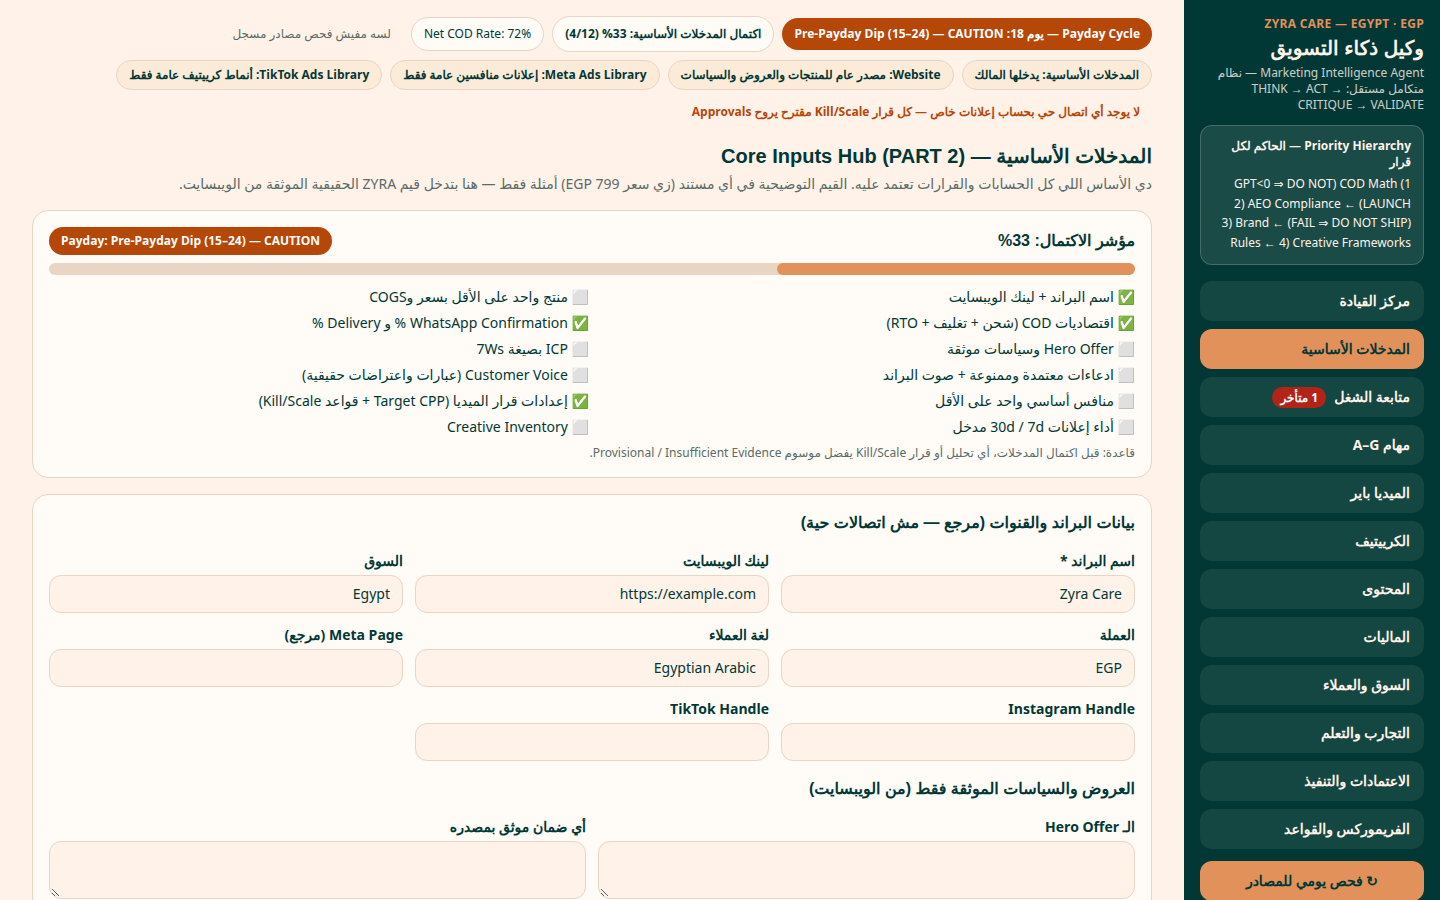 ZYRA CARE — EGYPT · EGP
وكيل ذكاء التسويق
Marketing Intelligence Agent — نظام
متكامل مستقل: THINK → ACT →
CRITIQUE → VALIDATE
Priority Hierarchy — الحاكم لكل
قرار
1) COD Math (GPT<0 ⇒ DO NOT
LAUNCH) ← 2) AEO Compliance
(FAIL ⇒ DO NOT SHIP) ← 3) Brand
Rules ← 4) Creative Frameworks
مركز القيادة
المدخلات الأساسية
متابعة الشغل 1 متأخر
مهام A–G
الميديا باير
الكرييتيف
المحتوى
الماليات
السوق والعملاء
التجارب والتعلم
الاعتمادات والتنفيذ
الفريموركس والقواعد
↻ فحص يومي للمصادر
Payday Cycle — يوم 18: Pre-Payday Dip (15–24) — CAUTION
اكتمال المدخلات الأساسية: 33% (4/12)
Net COD Rate: 72%
لسه مفيش فحص مصادر مسجل
المدخلات الأساسية: يدخلها المالك
Website: مصدر عام للمنتجات والعروض والسياسات
Meta Ads Library: إعلانات منافسين عامة فقط
TikTok Ads Library: أنماط كرييتيف عامة فقط
لا يوجد أي اتصال حي بحساب إعلانات خاص — كل قرار Kill/Scale مقترح يروح Approvals
المدخلات الأساسية — Core Inputs Hub (PART 2)
دي الأساس اللي كل الحسابات والقرارات تعتمد عليه. القيم التوضيحية في أي مستند (زي سعر 799 EGP) أمثلة فقط — هنا بتدخل قيم ZYRA الحقيقية الموثقة من الويبسايت.
مؤشر الاكتمال: 33%
Payday: Pre-Payday Dip (15–24) — CAUTION
✅ اسم البراند + لينك الويبسايت
⬜ منتج واحد على الأقل بسعر وCOGS
✅ اقتصاديات COD (شحن + تغليف + RTO)
✅ WhatsApp Confirmation % و Delivery %
⬜ Hero Offer وسياسات موثقة
⬜ ICP بصيغة 7Ws
⬜ ادعاءات معتمدة وممنوعة + صوت البراند
⬜ Customer Voice (عبارات واعتراضات حقيقية)
⬜ منافس أساسي واحد على الأقل
✅ إعدادات قرار الميديا (Target CPP + قواعد Kill/Scale)
⬜ أداء إعلانات 7d / 30d مدخل
⬜ Creative Inventory
قاعدة: قبل اكتمال المدخلات، أي تحليل أو قرار Kill/Scale يفضل موسوم Provisional / Insufficient Evidence.
بيانات البراند والقنوات (مرجع — مش اتصالات حية)
اسم البراند *
لينك الويبسايت
السوق
Zyra Care
https://example.com
Egypt
العملة
لغة العملاء
Meta Page (مرجع)
EGP
Egyptian Arabic
Instagram Handle
TikTok Handle
العروض والسياسات الموثقة فقط (من الويبسايت)
الـ Hero Offer
أي ضمان موثق بمصدره